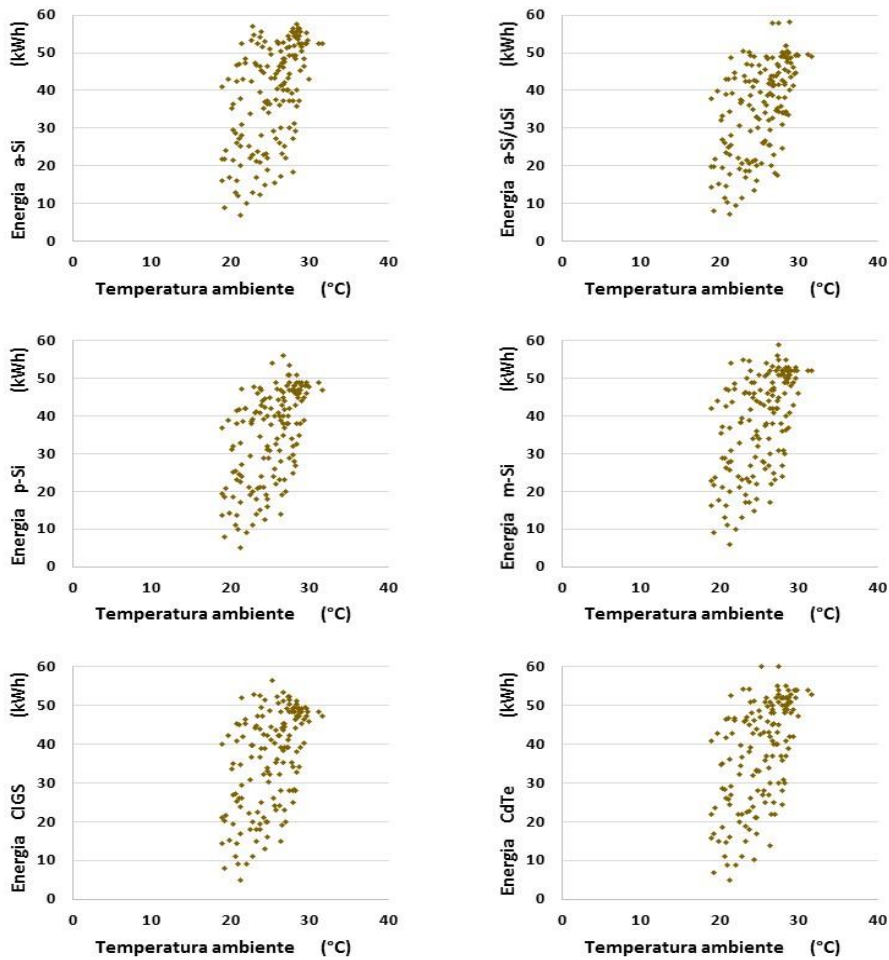 60
50
40
30
20
10
0
Energia a-Si (kWh)
0 10 20 30 40
Temperatura ambiente (°C)
60
50
40
30
20
10
0
Energia a-Si/uSi (kWh)
0 10 20 30 40
Temperatura ambiente (°C)
60
50
40
30
20
10
0
Energia p-Si (kWh)
0 10 20 30 40
Temperatura ambiente (°C)
60
50
40
30
20
10
0
Energia m-Si (kWh)
0 10 20 30 40
Temperatura ambiente (°C)
60
50
40
30
20
10
0
Energia CIGS (kWh)
0 10 20 30 40
Temperatura ambiente (°C)
60
50
40
30
20
10
0
Energia CdTe (kWh)
0 10 20 30 40
Temperatura ambiente (°C)